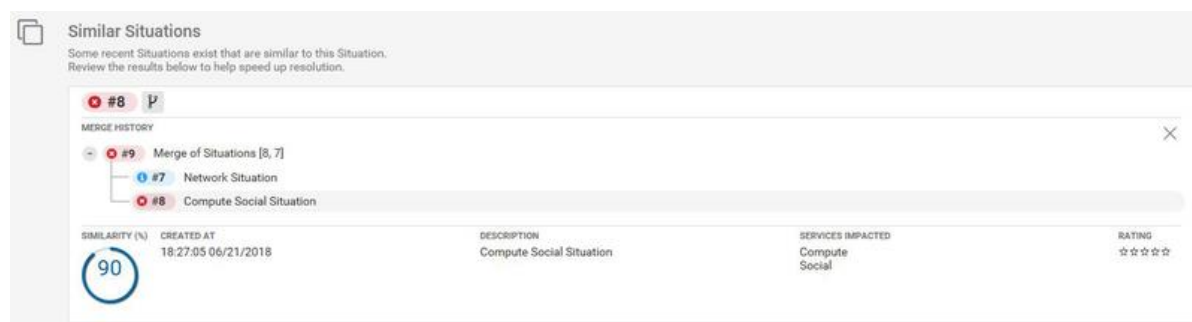 Similar Situations
Some recent Situations exist that are similar to this Situation.
Review the results below to help speed up resolution.
#8
MERGE HISTORY
#9 Merge of Situations [8, 7]
#7 Network Situation
#8 Compute Social Situation
SIMILARITY (%) CREATED AT DESCRIPTION SERVICES IMPACTED RATING
90 18:27:05 06/21/2018 Compute Social Situation Compute
Social